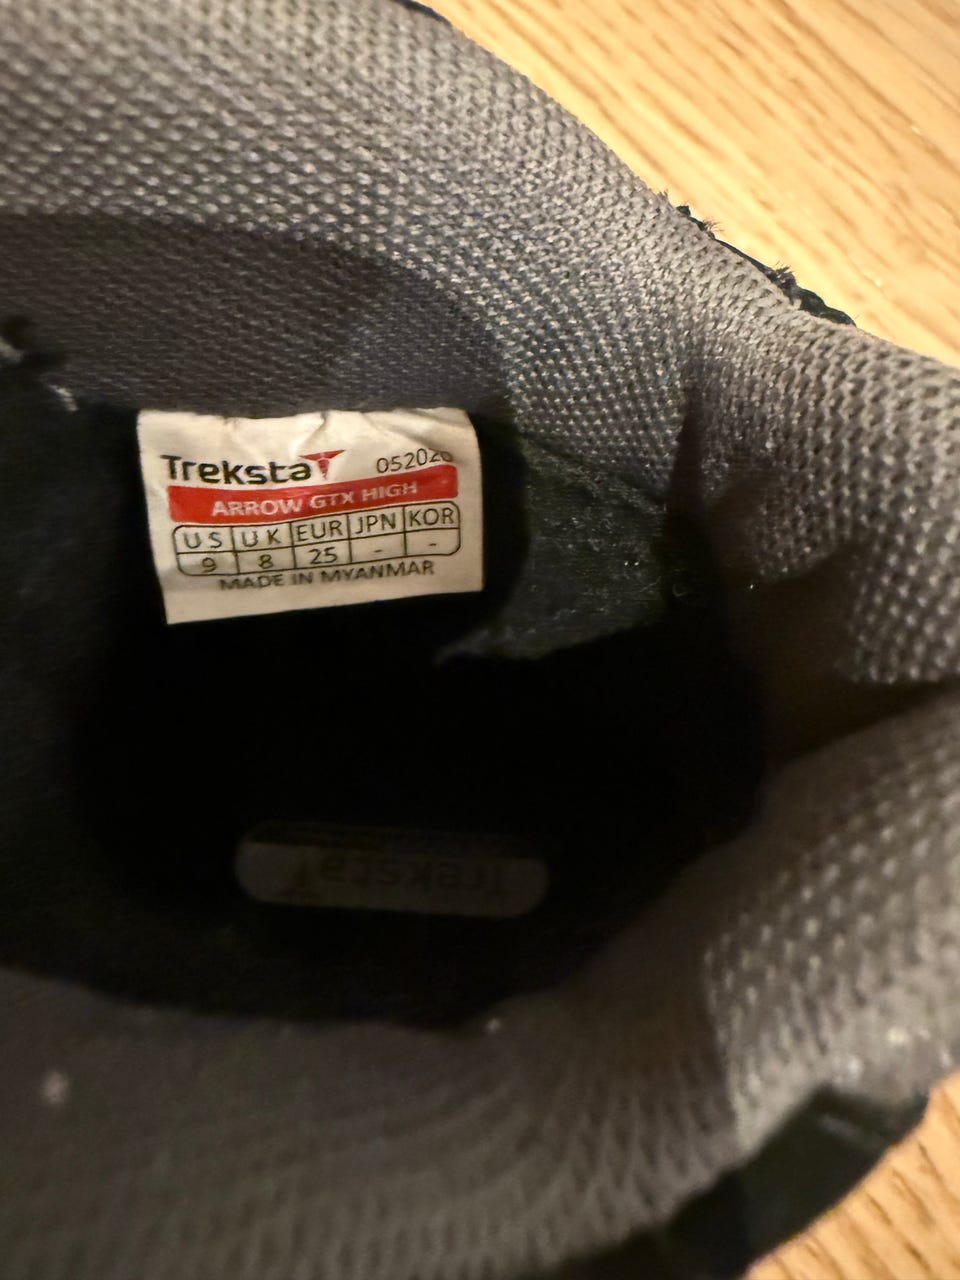 Treksta 052020
ARROW GTX HIGH
US UK EUR JPN KOR
9 8 25 - -
MADE IN MYANMAR
Treksta